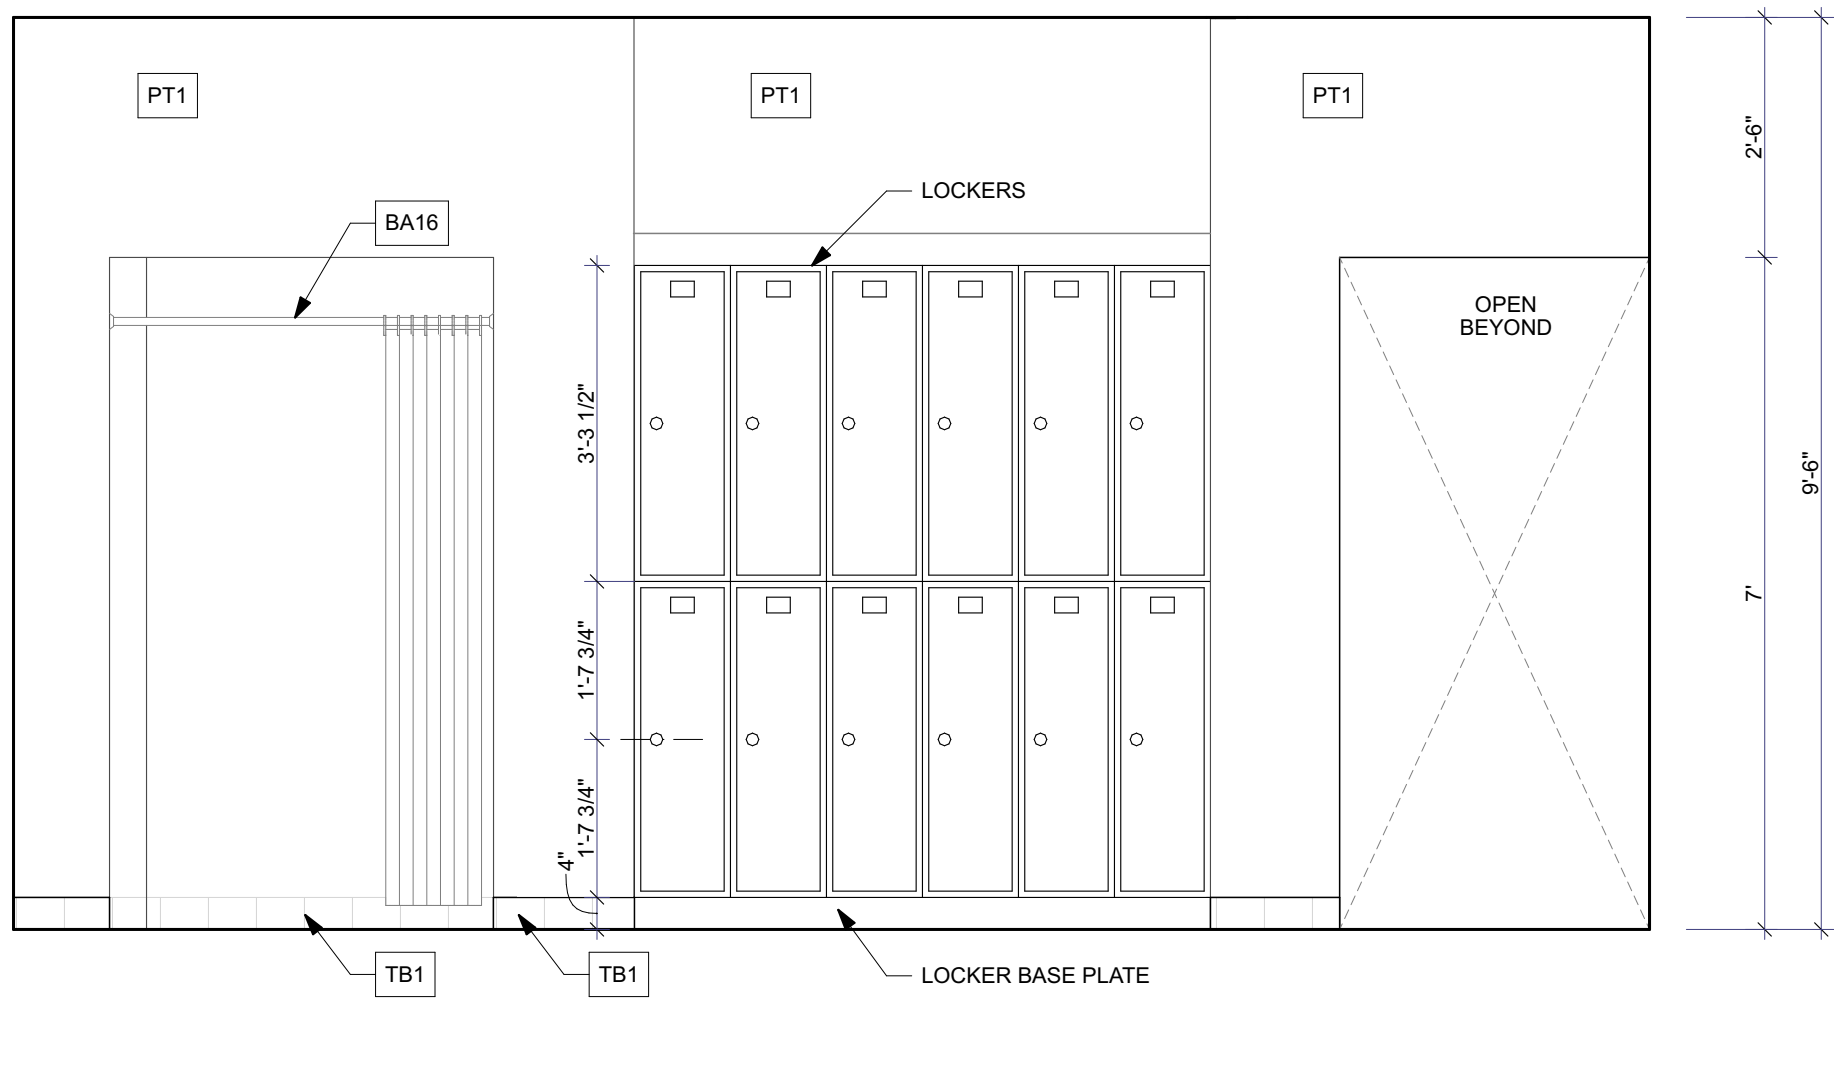 PT1
PT1
PT1
2'-6"
LOCKERS
BA16
OPEN
BEYOND
3'-3 1/2"
9'-6"
7'
1'-7 3/4"
1'-7 3/4"
4"
TB1
TB1
LOCKER BASE PLATE